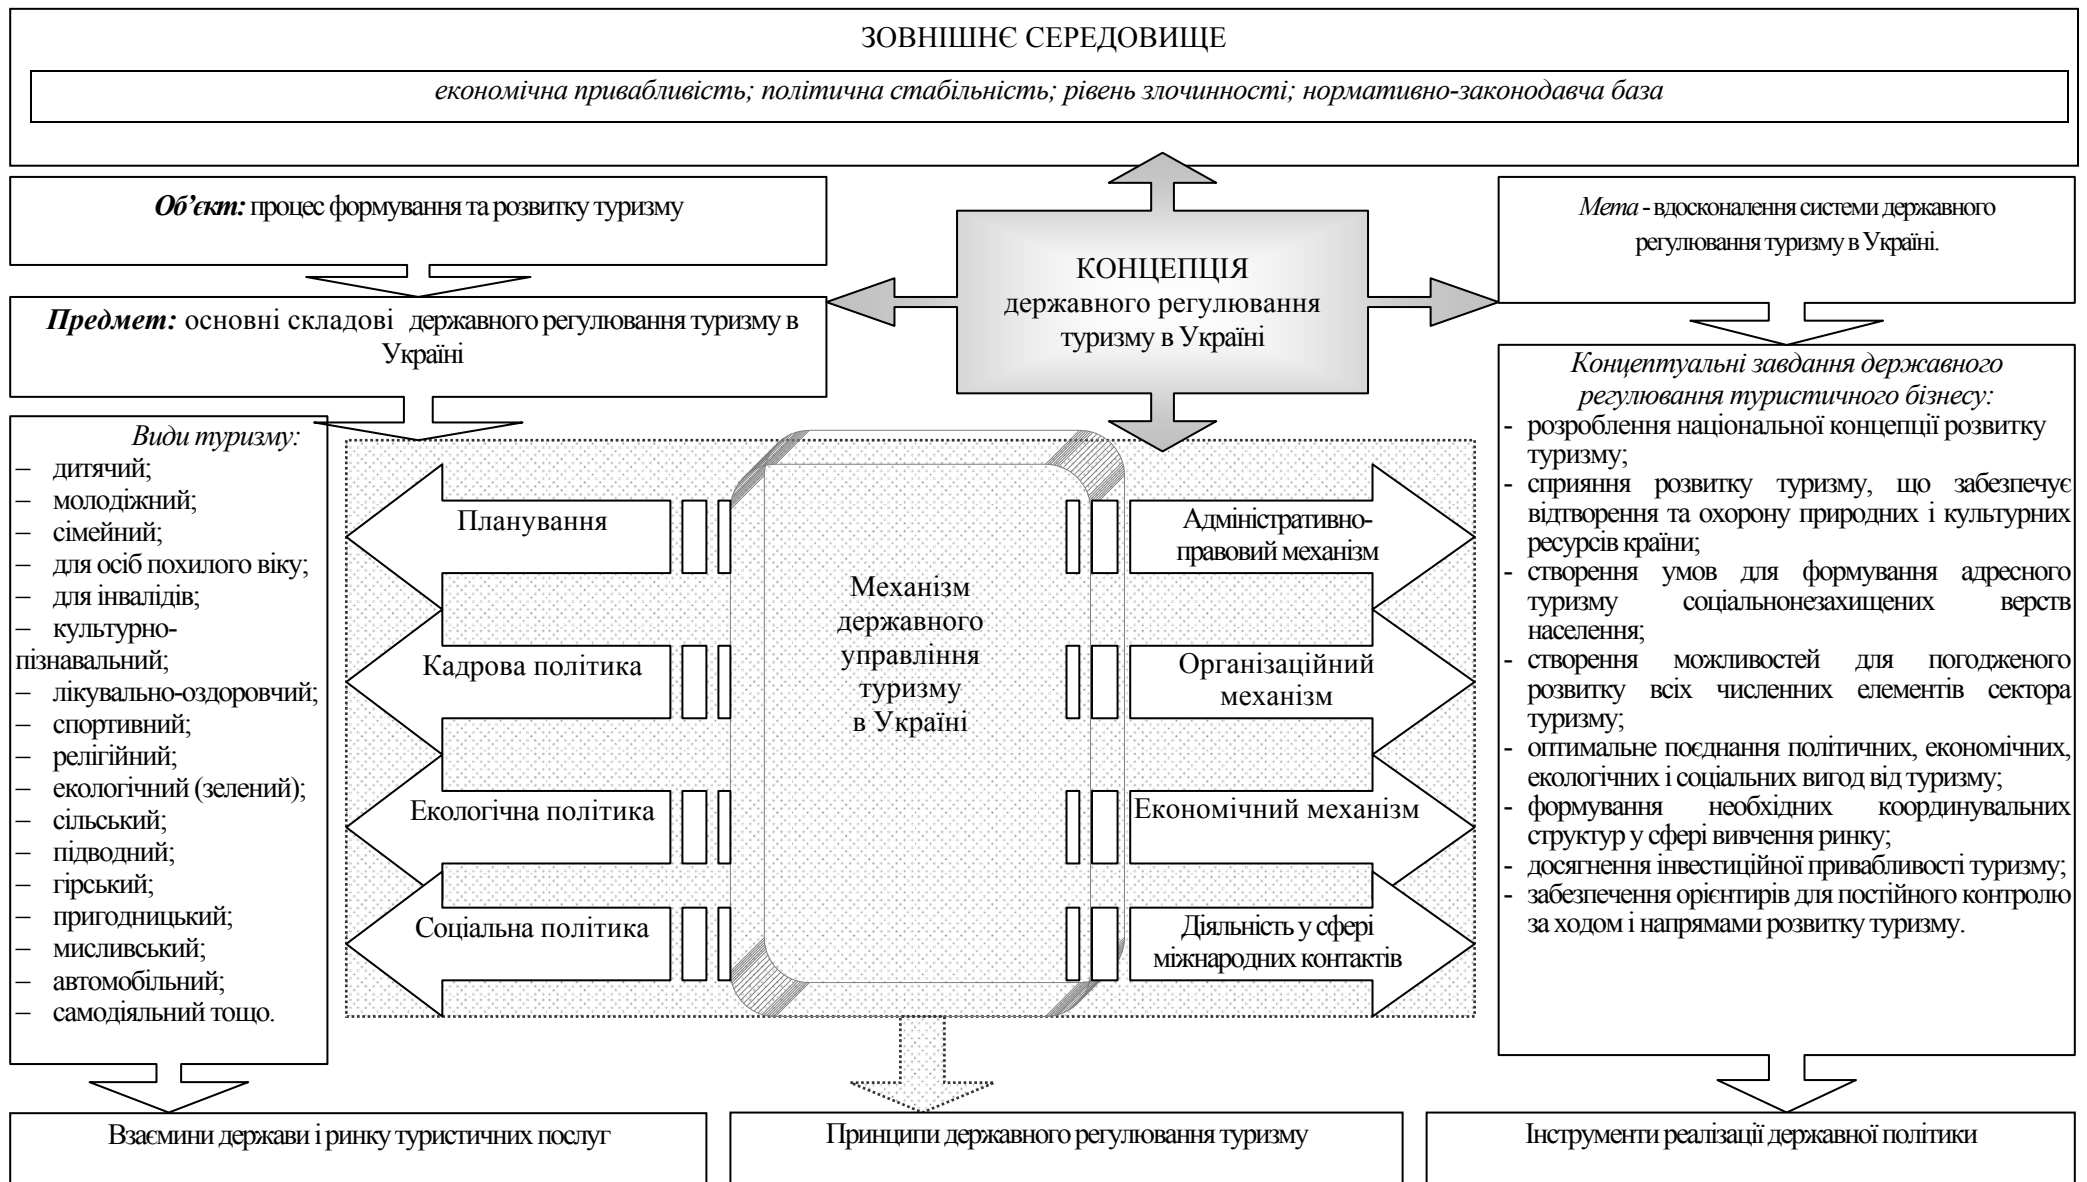 ЗОВНІШНЄ СЕРЕДОВИЩЕ
економічна привабливість; політична стабільність; рівень злочинності; нормативно-законодавча база
Об’єкт: процес формування та розвитку туризму
Предмет: основні складові державного регулювання туризму в
Україні
КОНЦЕПЦІЯ
державного регулювання
туризму в Україні
Мета - вдосконалення системи державного
регулювання туризму в Україні.
Види туризму:
– дитячий;
– молодіжний;
– сімейний;
– для осіб похилого віку;
– для інвалідів;
– культурно-
пізнавальний;
– лікувально-оздоровчий;
– спортивний;
– релігійний;
– екологічний (зелений);
– сільський;
– підводний;
– гірський;
– пригодницький;
– мисливський;
– автомобільний;
– самодіяльний тощо.
Планування
Кадрова політика
Екологічна політика
Соціальна політика
Механізм
державного
управління
туризму
в Україні
Адміністративно-
правовий механізм
Організаційний
механізм
Економічний механізм
Діяльність у сфері
міжнародних контактів
Концептуальні завдання державного
регулювання туристичного бізнесу:
- розроблення національної концепції розвитку
туризму;
- сприяння розвитку туризму, що забезпечує
відтворення та охорону природних і культурних
ресурсів країни;
- створення умов для формування адресного
туризму соціальнонезахищених верств
населення;
- створення можливостей для погодженого
розвитку всіх численних елементів сектора
туризму;
- оптимальне поєднання політичних, економічних,
екологічних і соціальних вигод від туризму;
- формування необхідних координувальних
структур у сфері вивчення ринку;
- досягнення інвестиційної привабливості туризму;
- забезпечення орієнтирів для постійного контролю
за ходом і напрямами розвитку туризму.
Взаємини держави і ринку туристичних послуг
Принципи державного регулювання туризму
Інструменти реалізації державної політики